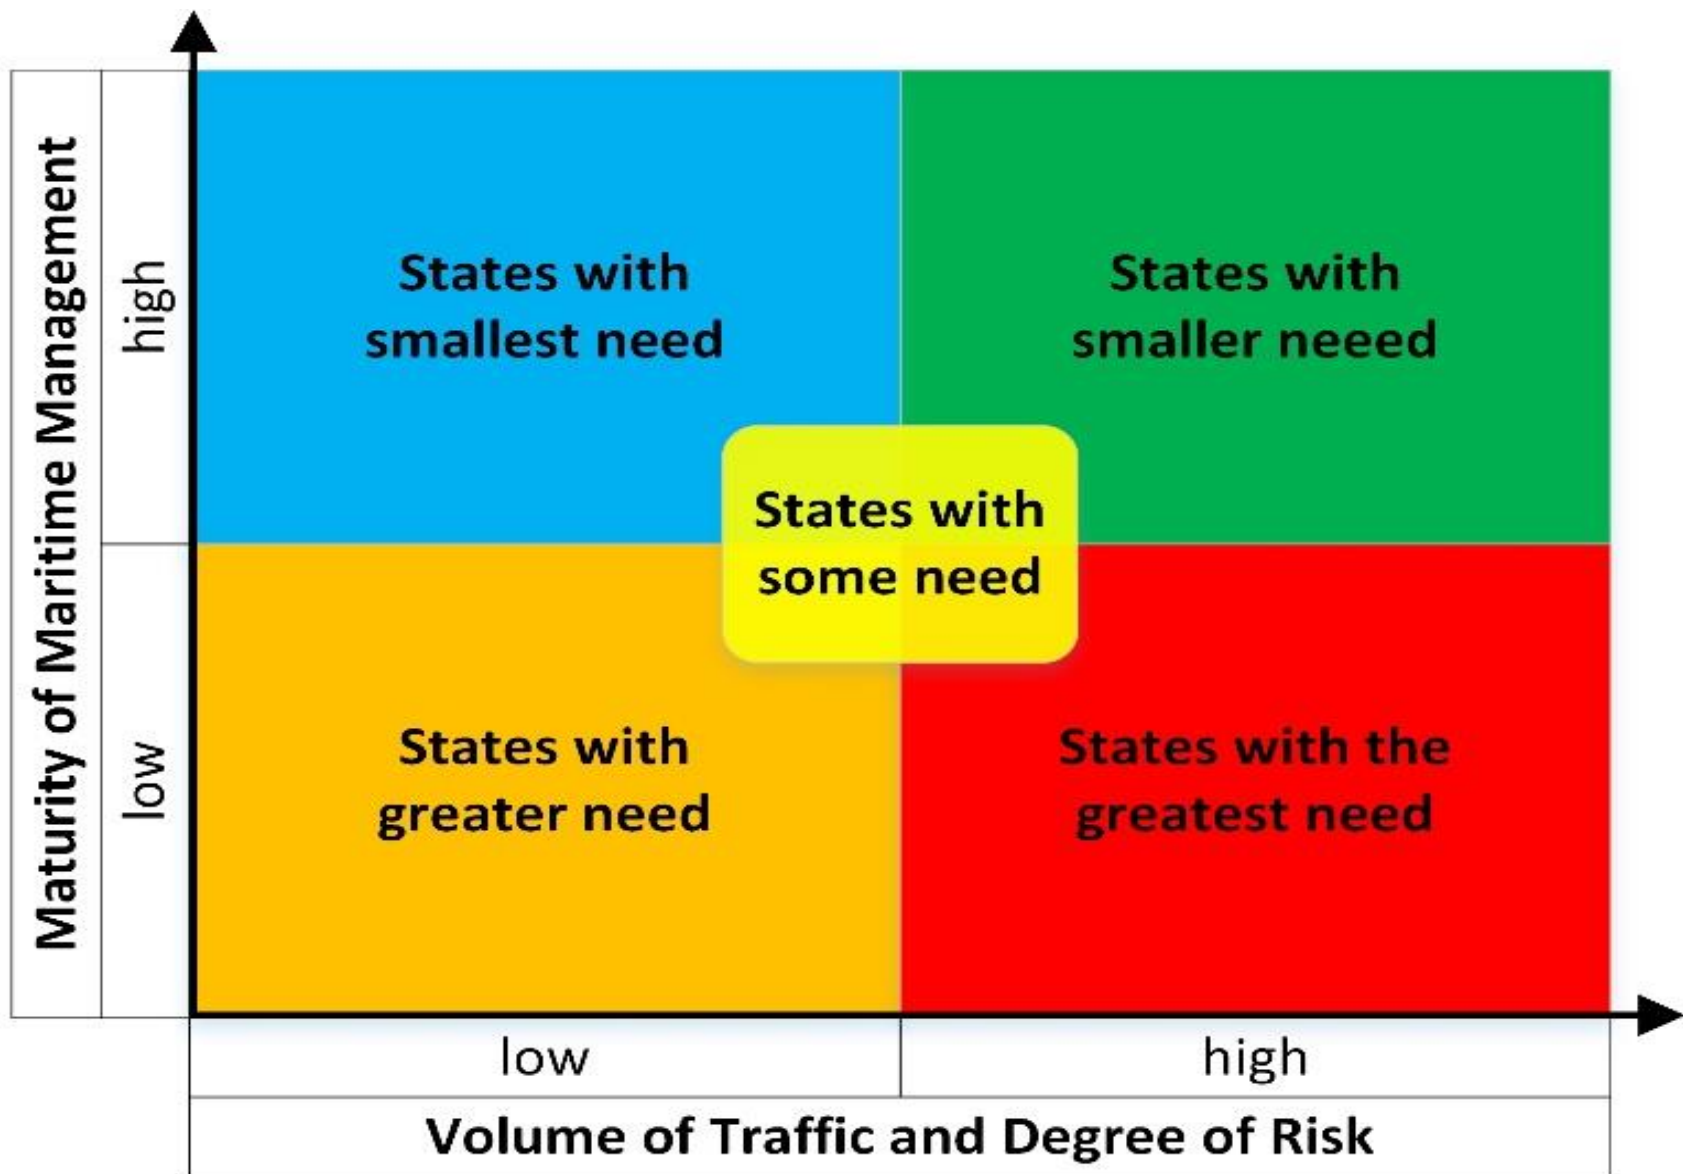 Maturity of Maritime Management
high
low
States with
smallest need
States with
smaller neeed
States with
some need
States with
greater need
States with the
greatest need
low
high
Volume of Traffic and Degree of Risk